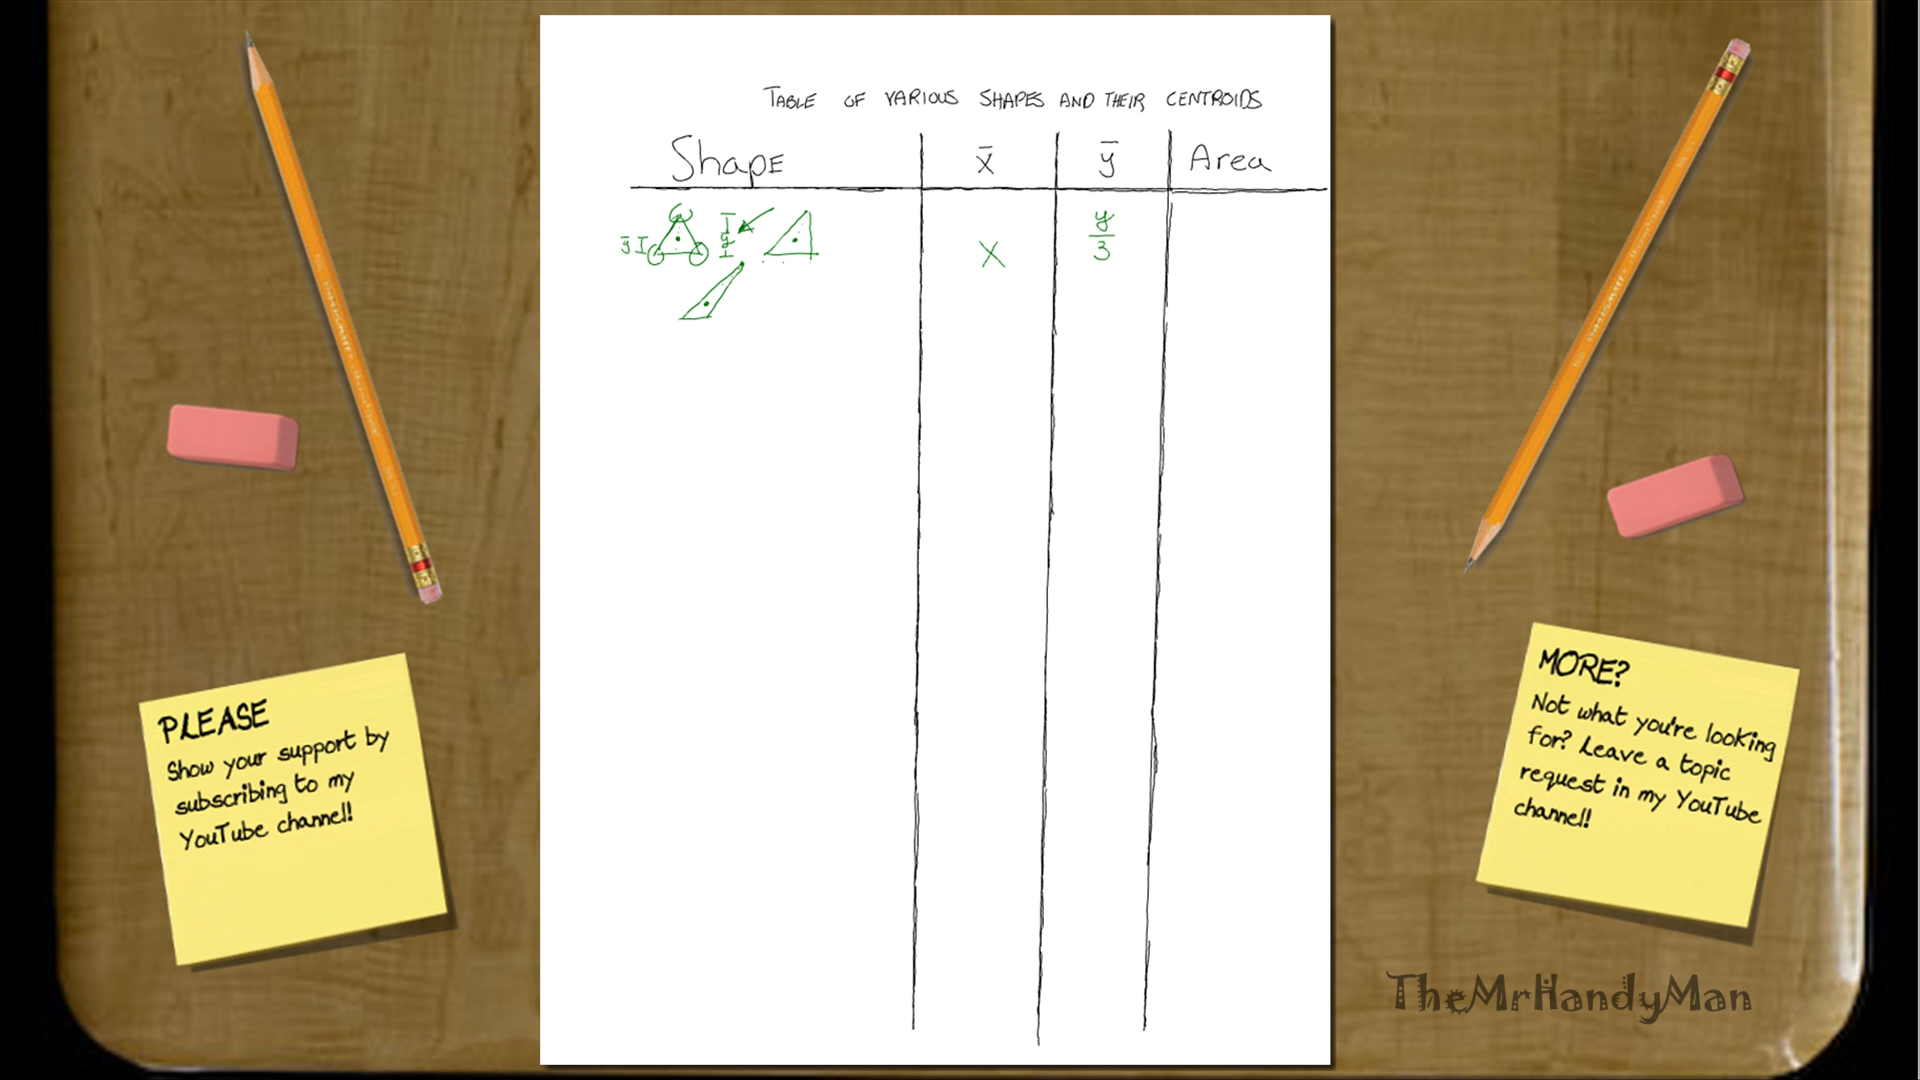 TABLE OF VARIOUS SHAPES AND THEIR CENTROIDS
Shape x̄ ȳ Area
ȳ y X y/3
PLEASE
Show your support by
subscribing to my
YouTube channel!
MORE?
Not what you're looking
for? Leave a topic
request in my YouTube
channel!
TheMrHandyMan